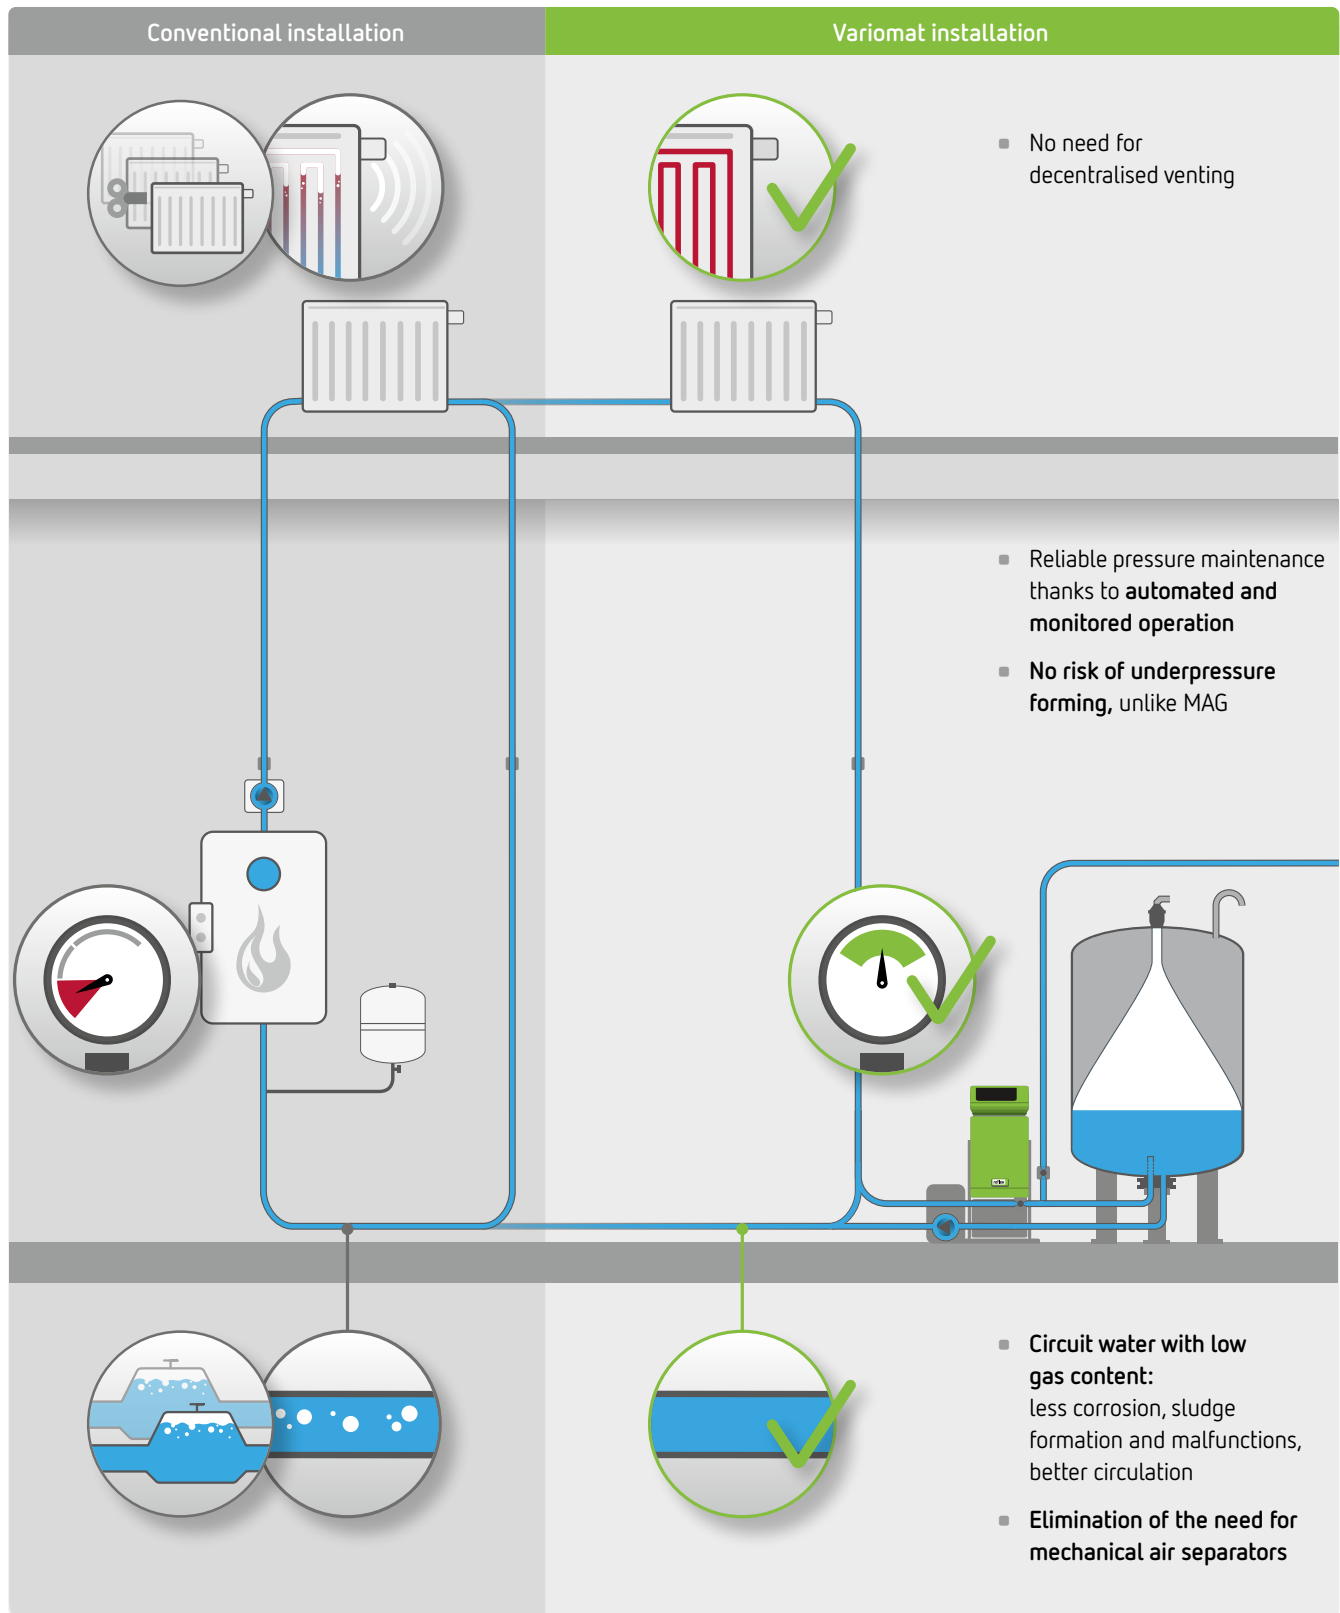 Conventional installation
Variomat installation
No need for
decentralised venting
Reliable pressure maintenance
thanks to automated and
monitored operation
No risk of underpressure
forming, unlike MAG
reflex
Circuit water with low
gas content:
less corrosion, sludge
formation and malfunctions,
better circulation
Elimination of the need for
mechanical air separators